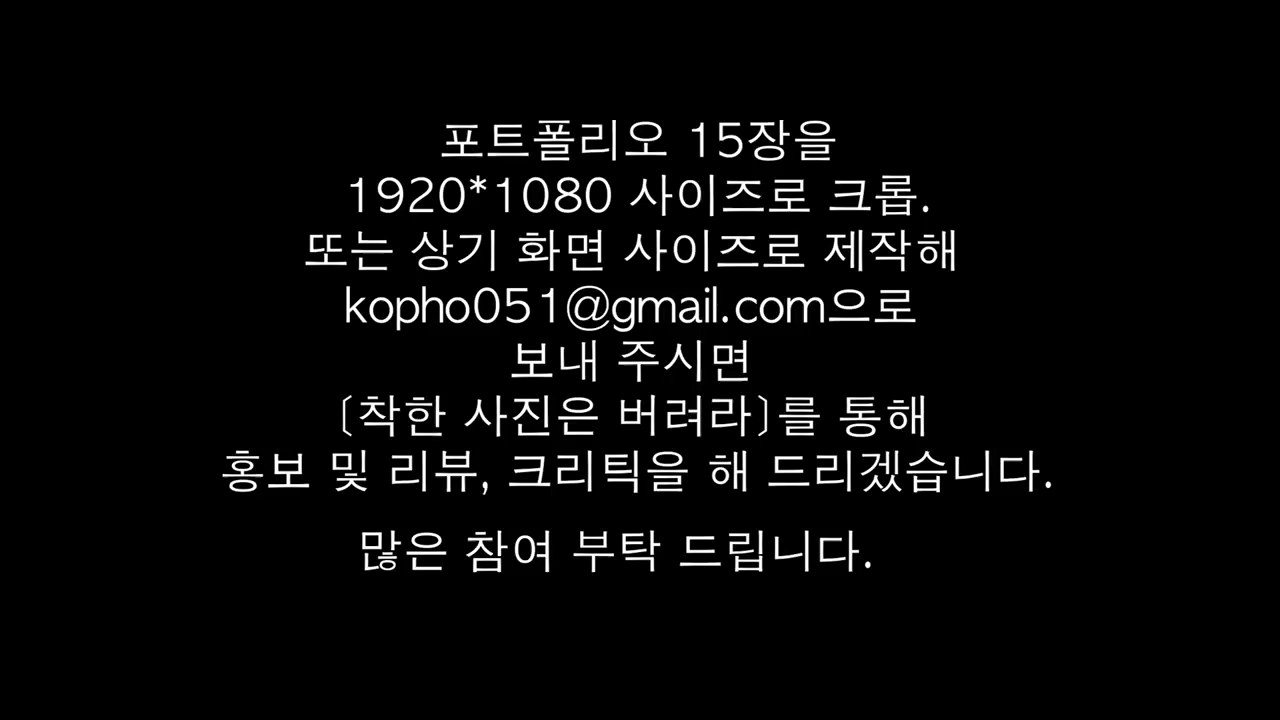 포트폴리오 15장을
1920*1080 사이즈로 크롭.
또는 상기 화면 사이즈로 제작해
kopho051@gmail.com으로
보내 주시면
〔착한 사진은 버려라〕를 통해
홍보 및 리뷰, 크리틱을 해 드리겠습니다.
많은 참여 부탁 드립니다.